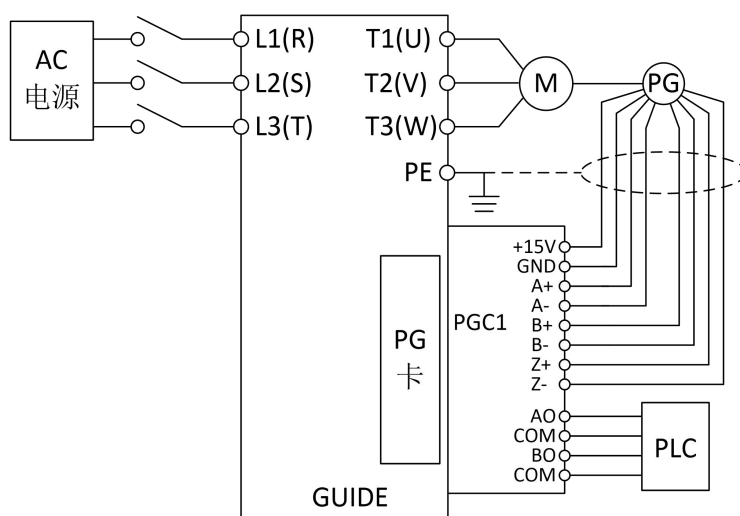 AC
电源
L1(R)
L2(S)
L3(T)
T1(U)
T2(V)
T3(W)
PE
M
PG
PG
卡
PGC1
+15V
GND
A+
A-
B+
B-
Z+
Z-
AO
COM
BO
COM
PLC
GUIDE